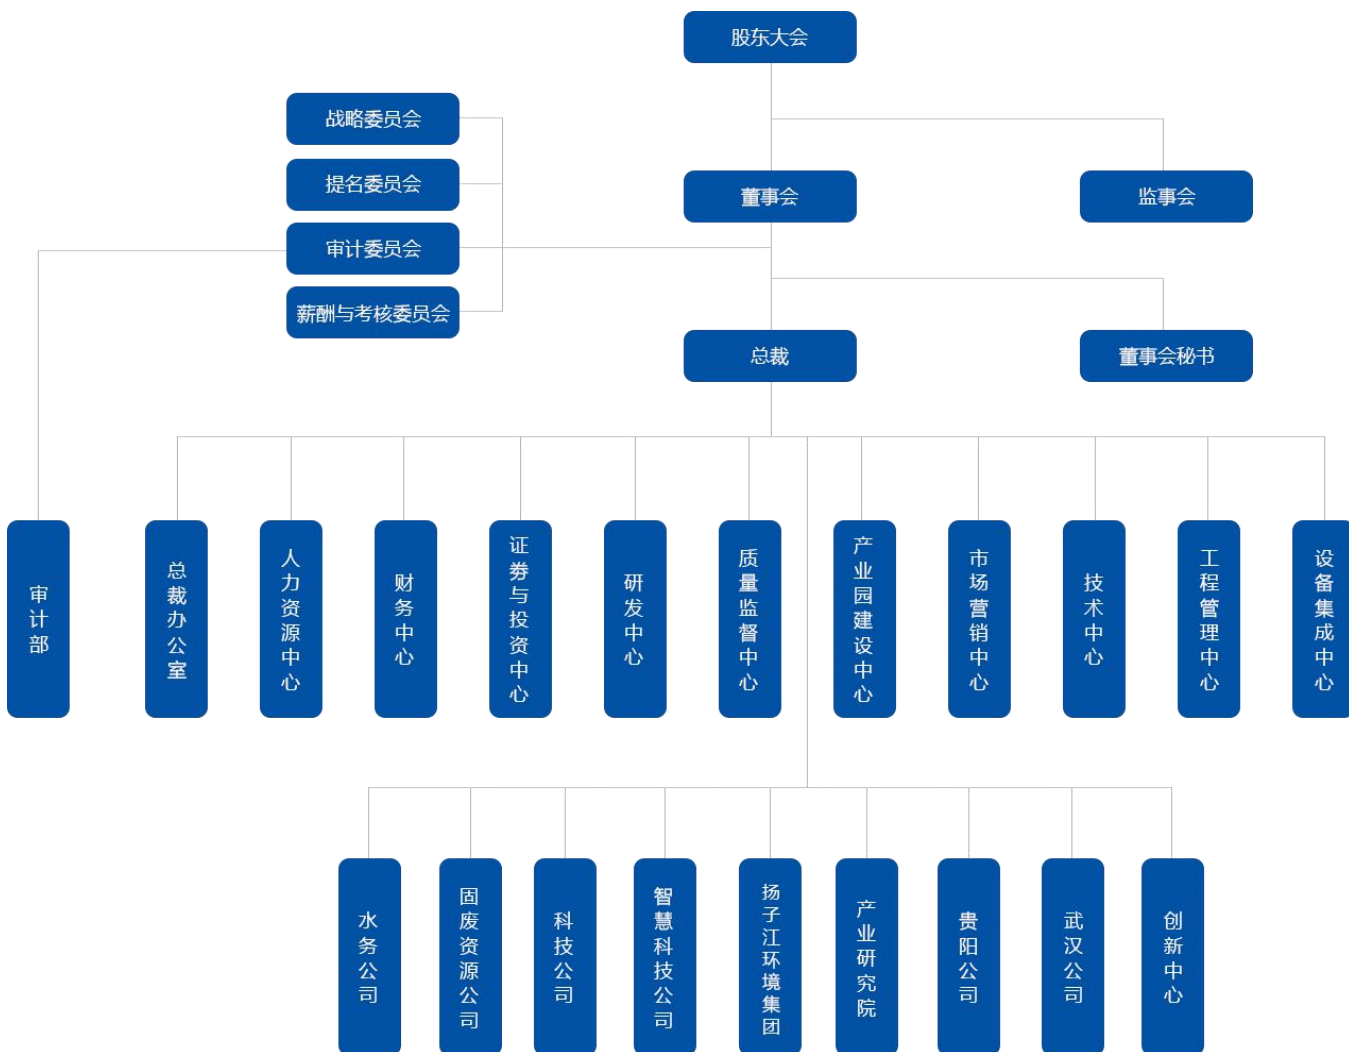 股东大会
战略委员会
提名委员会
董事会
监事会
审计委员会
薪酬与考核委员会
总裁
董事会秘书
审计部
总裁办公室
人力资源中心
财务中心
证券与投资中心
研发中心
质量监督中心
产业园建设中心
市场营销中心
技术中心
工程管理中心
设备集成中心
水务公司
固废资源公司
科技公司
智慧科技公司
扬子江环境集团
产业研究院
贵阳公司
武汉公司
创新中心